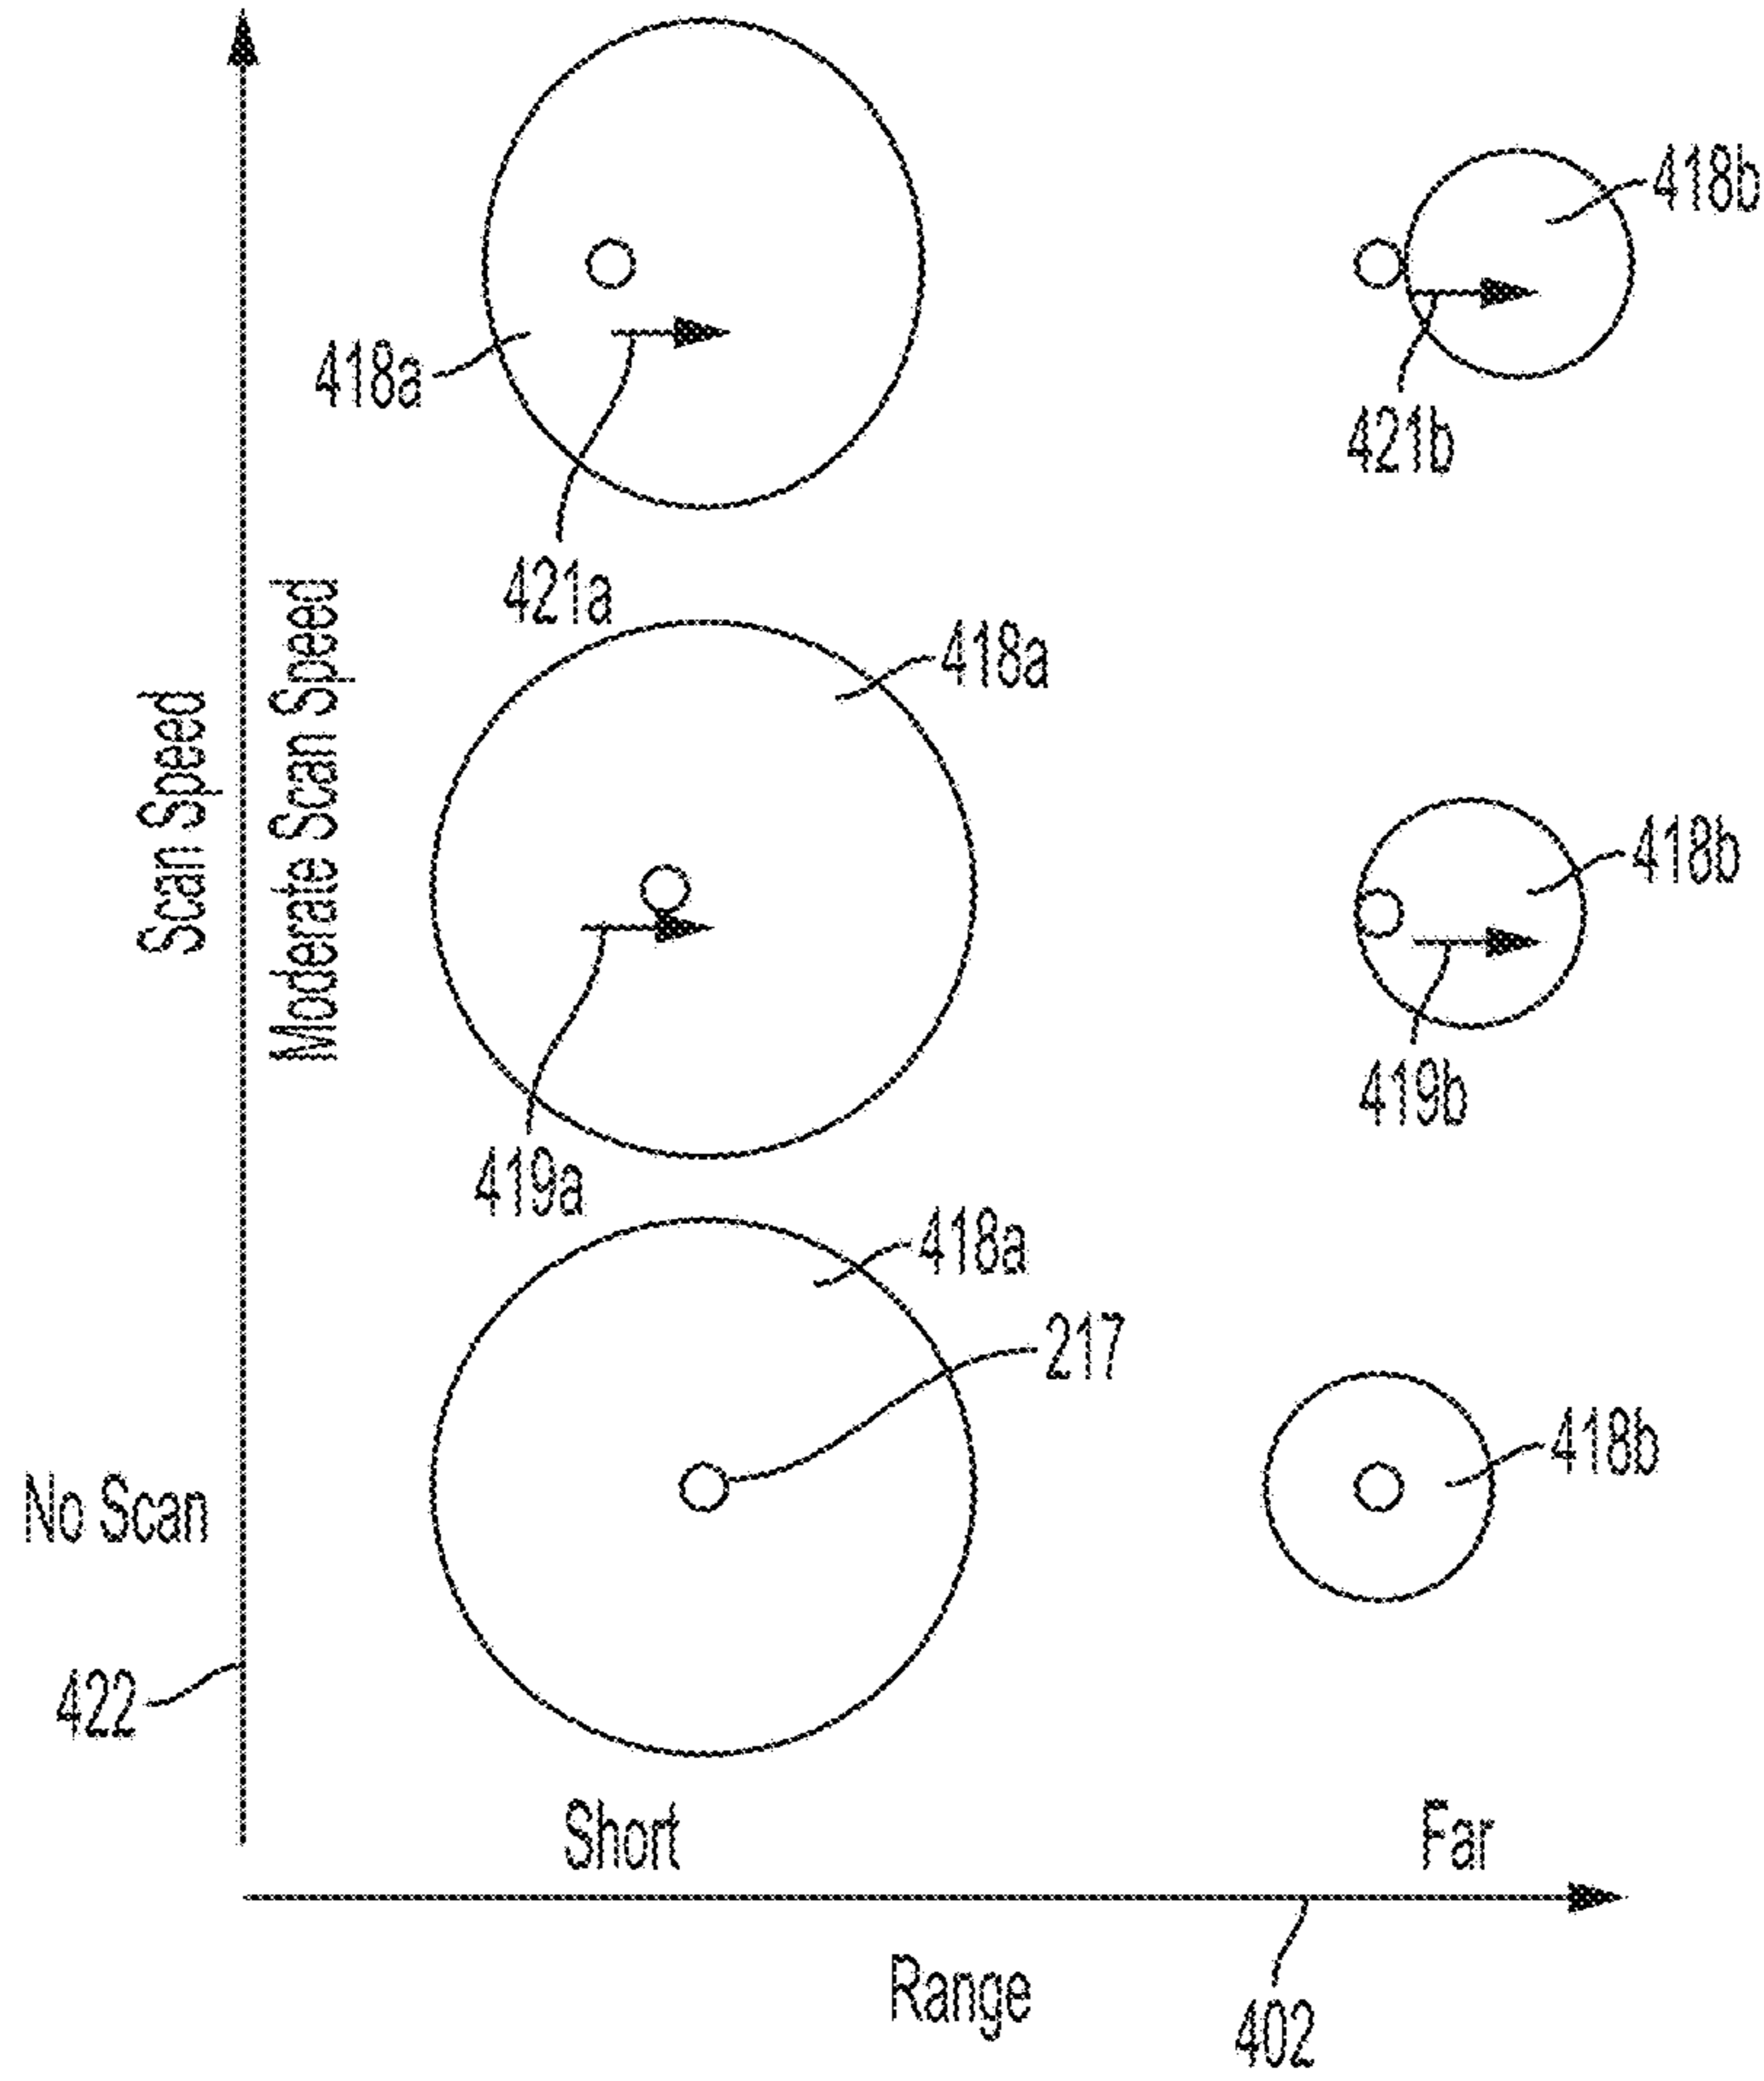 418b
418a
421b
421a
Scan Speed
Moderate Scan Speed
418a
418b
419b
419a
418a
217
418b
No Scan
422
Short
Far
Range
402